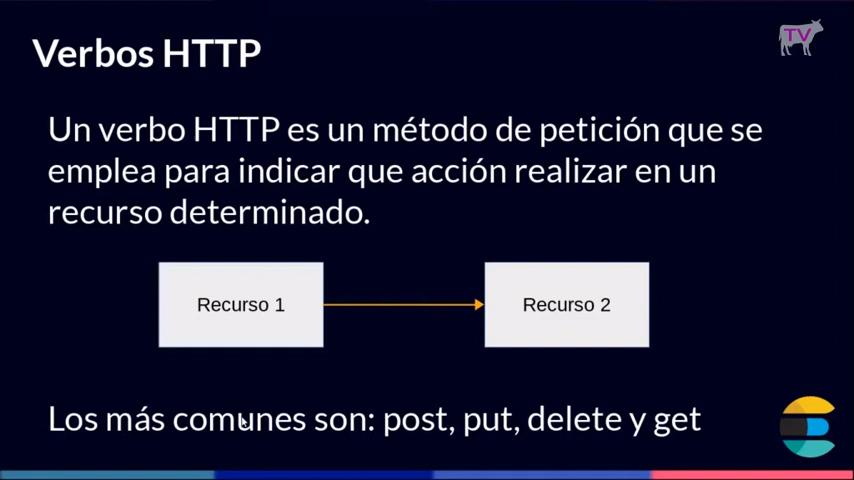 Verbos HTTP
TV
Un verbo HTTP es un método de petición que se
emplea para indicar que acción realizar en un
recurso determinado.
Recurso 1
Recurso 2
Los más comunes son: post, put, delete y get